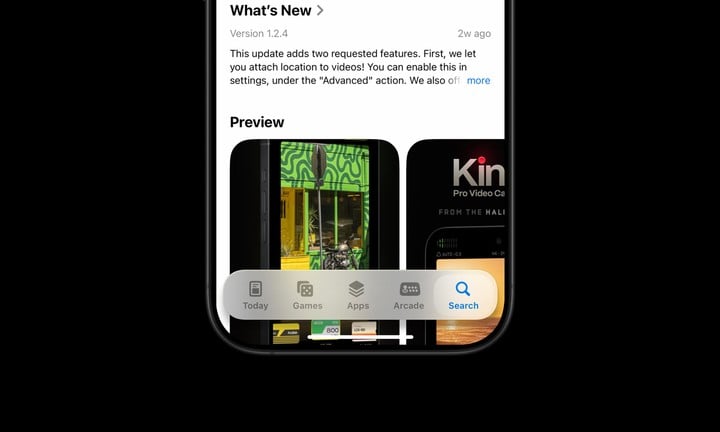 What's New >
Version 1.2.4
2w ago
This update adds two requested features. First, we let
you attach location to videos! You can enable this in
settings, under the "Advanced" action. We also of
more
Preview
Kin
Pro Video Ca
FROM THE HALI
800
Today
Games
Apps
Arcade
Search